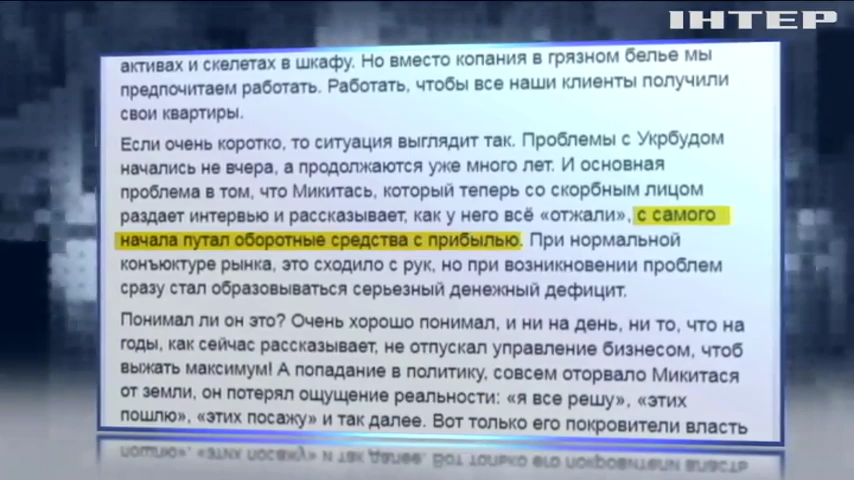 ІНТЕР
активах и скелетах в шкафу. Но вместо копания в грязном белье мы
предпочитаем работать. Работать, чтобы все наши клиенты получили
свои квартиры.
Если очень коротко, то ситуация выглядит так. Проблемы с Укрбудом
начались не вчера, а продолжаются уже много лет. И основная
проблема в том, что Микитась, который теперь со скорбным лицом
раздает интервью и рассказывает, как у него всё «отжали», с самого
начала путал оборотные средства с прибылью. При нормальной
конъюктуре рынка, это сходило с рук, но при возникновении проблем
сразу стал образовываться серьезный денежный дефицит.
Понимал ли он это? Очень хорошо понимал, и ни на день, ни то, что на
годы, как сейчас рассказывает, не отпускал управление бизнесом, чтоб
выжать максимум! А попадание в политику, совсем оторвало Микитася
от земли, он потерял ощущение реальности: «я все решу», «этих
пошлю», «этих посажу» и так далее. Вот только его покровители власть